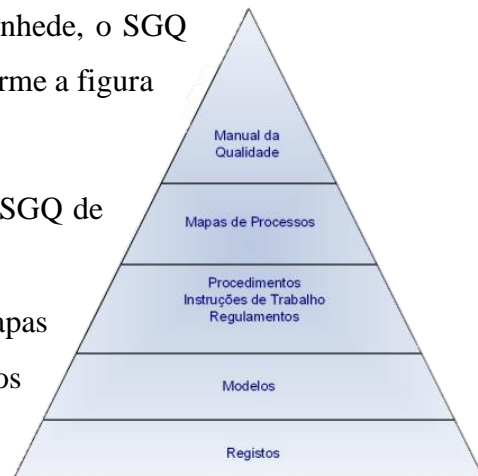 nhede, o SGQ
rme a figura
SGQ de
apas
os
Manual da
Qualidade
Mapas de Processos
Procedimentos
Instruções de Trabalho
Regulamentos
Modelos
Registos